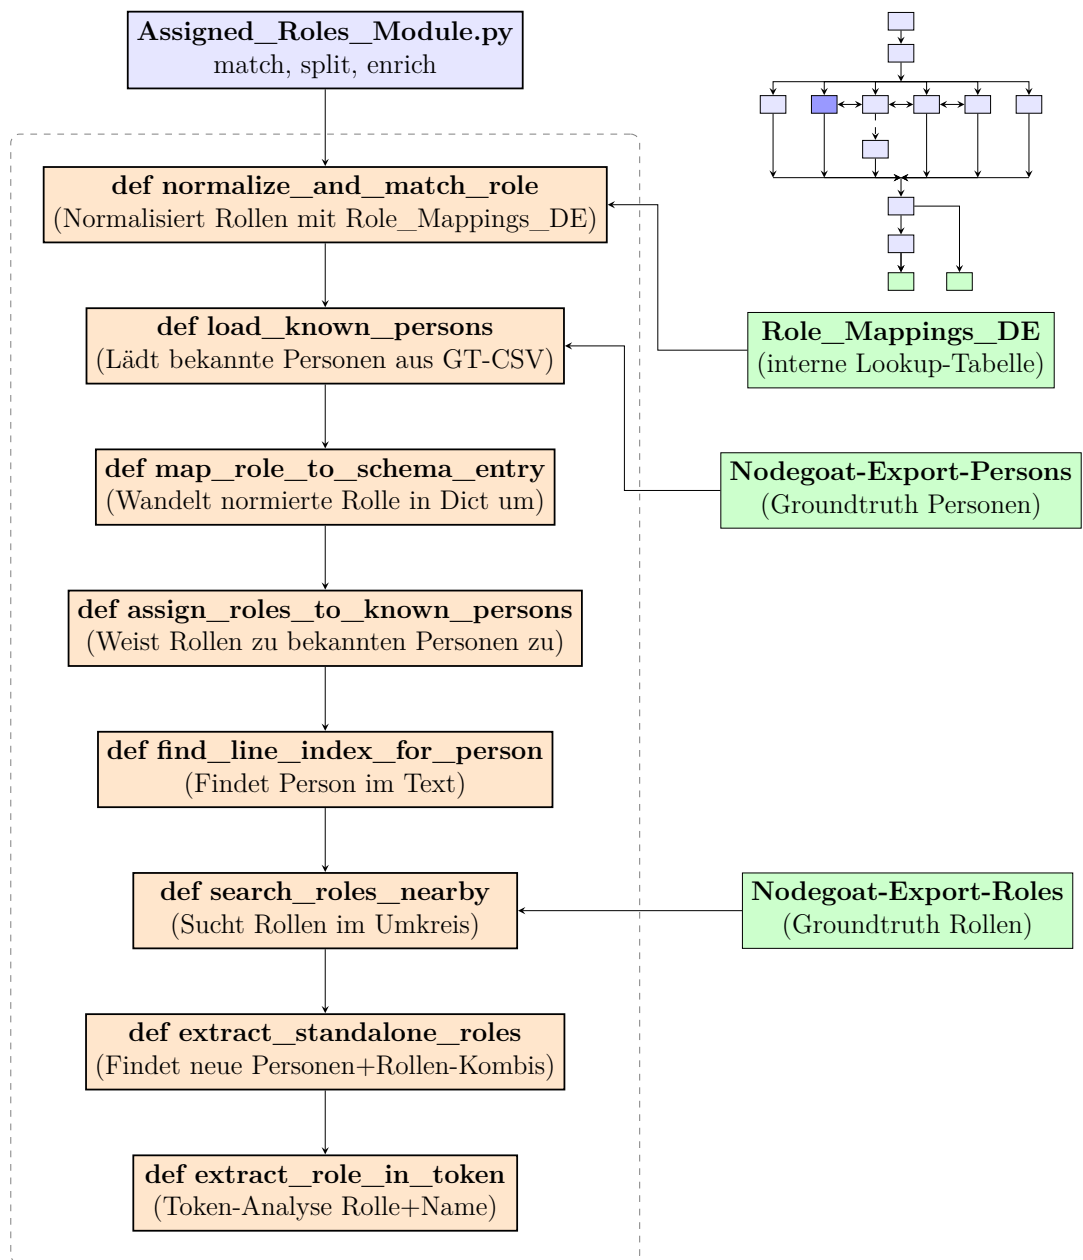 Assigned_Roles_Module.py
match, split, enrich
def normalize_and_match_role
(Normalisiert Rollen mit Role_Mappings_DE)
def load_known_persons
(Lädt bekannte Personen aus GT-CSV)
Role_Mappings_DE
(interne Lookup-Tabelle)
def map_role_to_schema_entry
(Wandelt normierte Rolle in Dict um)
Nodegoat-Export-Persons
(Groundtruth Personen)
def assign_roles_to_known_persons
(Weist Rollen zu bekannten Personen zu)
def find_line_index_for_person
(Findet Person im Text)
def search_roles_nearby
(Sucht Rollen im Umkreis)
Nodegoat-Export-Roles
(Groundtruth Rollen)
def extract_standalone_roles
(Findet neue Personen+Rollen-Kombis)
def extract_role_in_token
(Token-Analyse Rolle+Name)